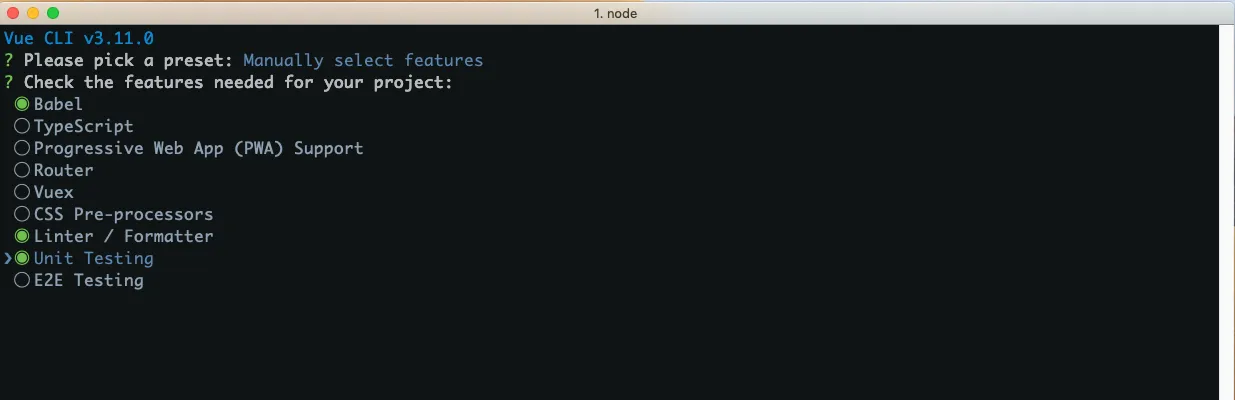 1. node
Vue CLI v3.11.0
? Please pick a preset: Manually select features
? Check the features needed for your project:
◉ Babel
◯ TypeScript
◯ Progressive Web App (PWA) Support
◯ Router
◯ Vuex
◯ CSS Pre-processors
◉ Linter / Formatter
❯◉ Unit Testing
◯ E2E Testing